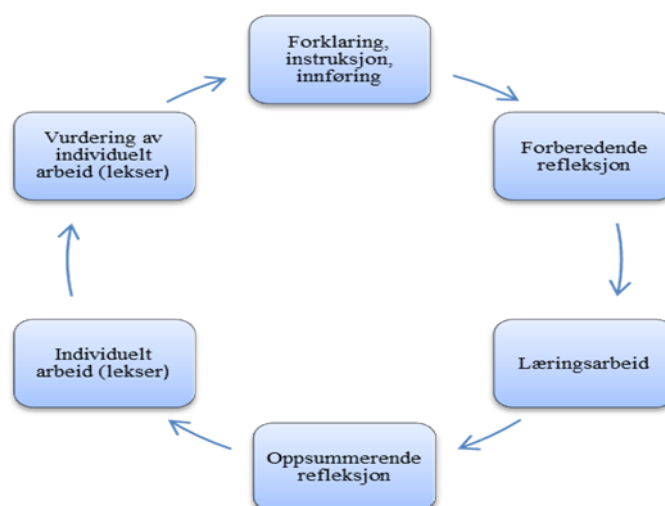 Forklaring,
instruksjon,
innføring
Forberedende
refleksjon
Læringsarbeid
Oppsummerende
refleksjon
Individuelt
arbeid (lekser)
Vurdering av
individuelt
arbeid (lekser)